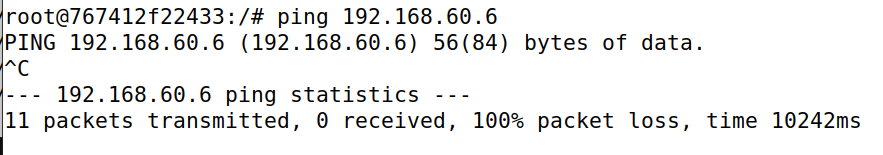 root@767412f22433:/# ping 192.168.60.6
PING 192.168.60.6 (192.168.60.6) 56(84) bytes of data.
^C
--- 192.168.60.6 ping statistics ---
11 packets transmitted, 0 received, 100% packet loss, time 10242ms